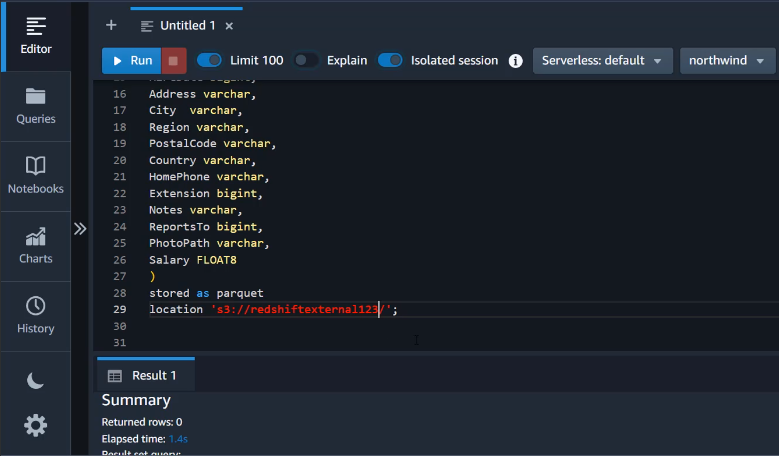 Editor
Queries
Notebooks
Charts
History
+ Untitled 1 ×
Run Limit 100 Explain Isolated session i Serverless: default northwind
16 Address varchar,
17 City  varchar,
18 Region varchar,
19 PostalCode varchar,
20 Country varchar,
21 HomePhone varchar,
22 Extension bigint,
23 Notes varchar,
24 ReportsTo bigint,
25 PhotoPath varchar,
26 Salary FLOAT8
27 )
28 stored as parquet
29 location 's3://redshiftexternal123/';
30
31
Result 1
Summary
Returned rows: 0
Elapsed time: 1.4s
Result set query: